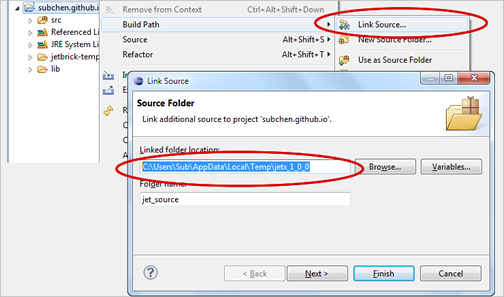 subchen.github.io
Remove from Context Ctrl+Alt+Shift+Down
Build Path
Link Source...
src
Source Alt+Shift+S
New Source Folder...
Referenced Li
Refactor Alt+Shift+T
Use as Source Folder
JRE System Li
jetbrick-temp
lib
Link Source
Source Folder
Link additional source to project 'subchen.github.io'.
Linked folder location:
C:\Users\Sub\AppData\Local\Temp\jetx_1_0_0
Browse...
Variables...
Folder name:
jet_source
?
< Back
Next >
Finish
Cancel